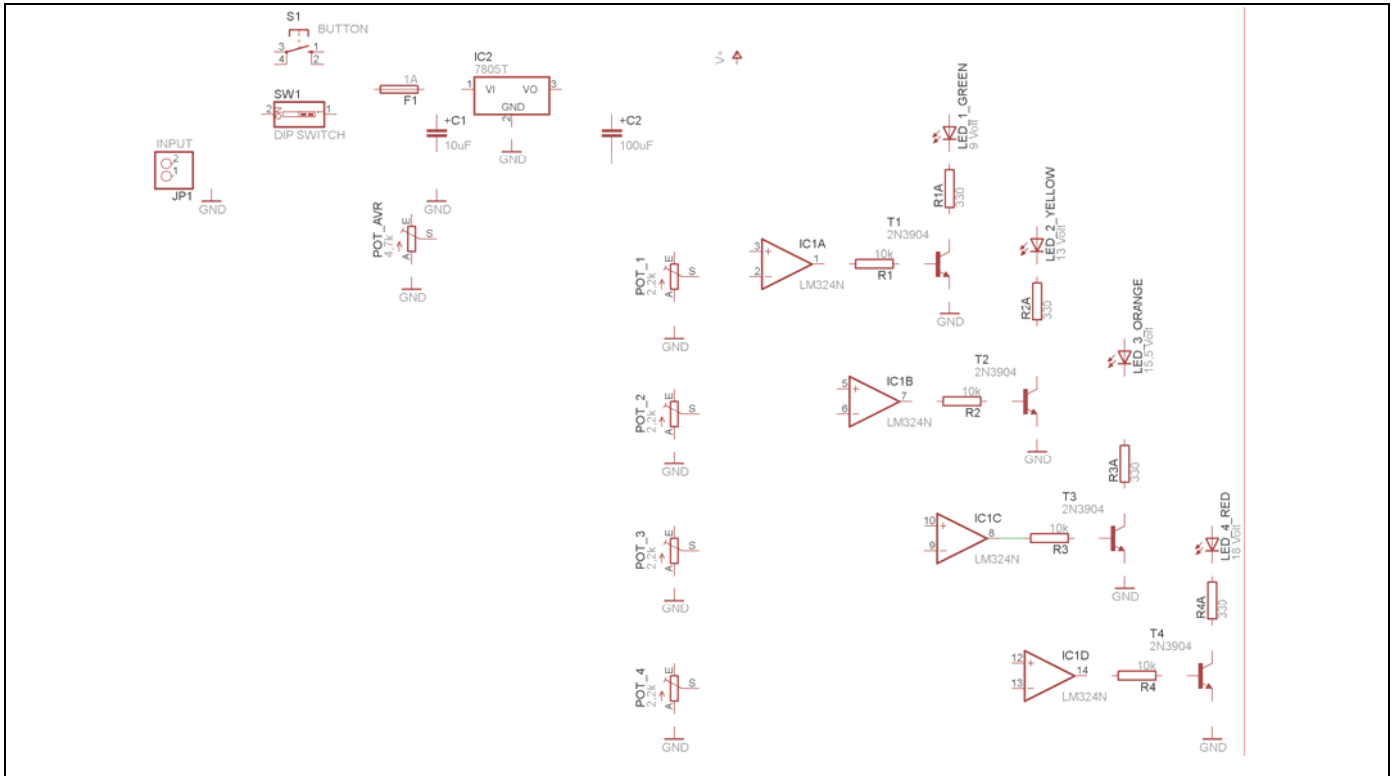 S1
BUTTON
3 1
4 2
SW1
2 1
DIP SWITCH
1A
F1
IC2
7805T
1 VI VO 3
GND
2
GND
+C1
10uF
GND
+C2
100uF
INPUT
2
1
JP1
GND
POT_AVR
4,7k
E
S
A
GND
V+
POT_1
2,2k
E
S
A
GND
POT_2
2,2k
E
S
A
GND
POT_3
2,2k
E
S
A
GND
POT_4
2,2k
E
S
A
GND
IC1A
3 +
2 −
1
LM324N
10k
R1
T1
2N3904
GND
R1A
330
LED_1_GREEN
9 Volt
IC1B
5 +
6 −
7
LM324N
10k
R2
T2
2N3904
GND
R2A
330
LED_2_YELLOW
13 Volt
IC1C
10 +
9 −
8
LM324N
10k
R3
T3
2N3904
GND
R3A
330
LED_3_ORANGE
15,5 Volt
IC1D
12 +
13 −
14
LM324N
10k
R4
T4
2N3904
GND
R4A
330
LED_4_RED
18 Volt